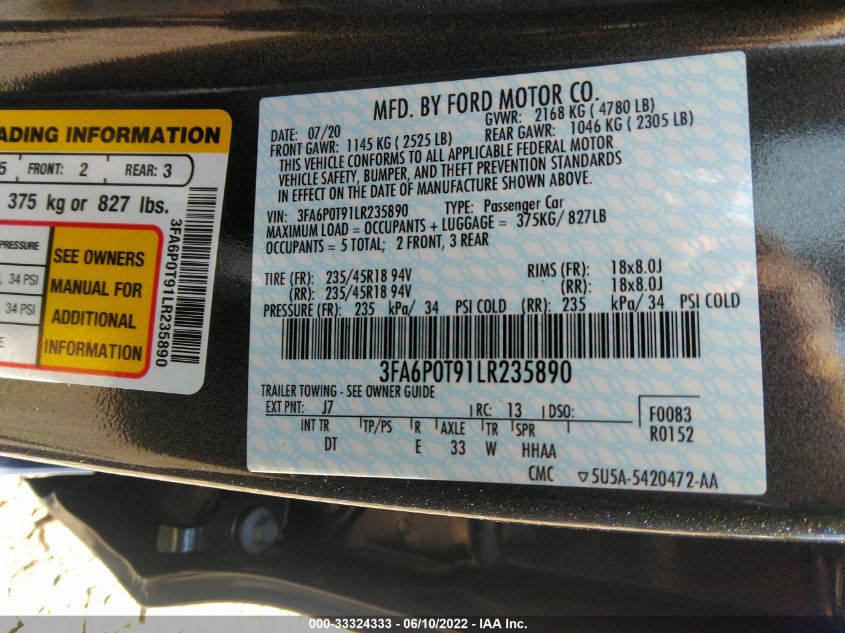 ADING INFORMATION
5 FRONT: 2 REAR: 3
375 kg or 827 lbs.
PRESSURE
34 PSI
34 PSI
SEE OWNERS
MANUAL FOR
ADDITIONAL
INFORMATION
3FA6P0T91LR235890
MFD. BY FORD MOTOR CO.
DATE: 07/20 GVWR: 2168 KG ( 4780 LB)
FRONT GAWR: 1145 KG ( 2525 LB) REAR GAWR: 1046 KG ( 2305 LB)
THIS VEHICLE CONFORMS TO ALL APPLICABLE FEDERAL MOTOR
VEHICLE SAFETY, BUMPER, AND THEFT PREVENTION STANDARDS
IN EFFECT ON THE DATE OF MANUFACTURE SHOWN ABOVE.
VIN: 3FA6P0T91LR235890 TYPE: Passenger Car
MAXIMUM LOAD = OCCUPANTS + LUGGAGE = 375KG/ 827LB
OCCUPANTS = 5 TOTAL; 2 FRONT, 3 REAR
TIRE (FR): 235/45R18 94V RIMS (FR): 18x8.0J
(RR): 235/45R18 94V (RR): 18x8.0J
PRESSURE (FR): 235 kPa/ 34 PSI COLD (RR): 235 kPa/ 34 PSI COLD
3FA6P0T91LR235890
TRAILER TOWING - SEE OWNER GUIDE
EXT PNT: J7 RC: 13 DSO: F0083
R0152
INT TR TP/PS R AXLE TR SPR
DT E 33 W HHAA
CMC ▽5U5A-5420472-AA
000-33324333 - 06/10/2022 - IAA Inc.